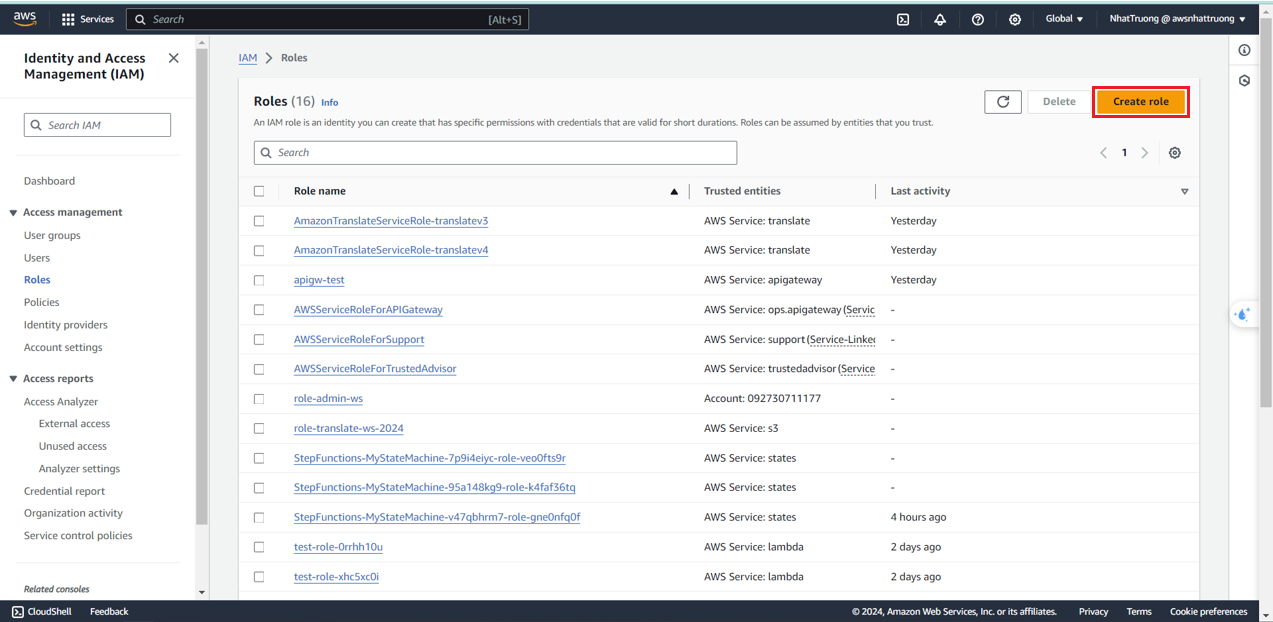 aws Services Search [Alt+S] Global NhatTruong @ awsnhattruong
Identity and Access
Management (IAM)
Search IAM
Dashboard
Access management
User groups
Users
Roles
Policies
Identity providers
Account settings
Access reports
Access Analyzer
External access
Unused access
Analyzer settings
Credential report
Organization activity
Service control policies
Related consoles
IAM > Roles
Roles (16) Info
Delete
Create role
An IAM role is an identity you can create that has specific permissions with credentials that are valid for short durations. Roles can be assumed by entities that you trust.
Search
1
Role name Trusted entities Last activity
AmazonTranslateServiceRole-translatev3 AWS Service: translate Yesterday
AmazonTranslateServiceRole-translatev4 AWS Service: translate Yesterday
apigw-test AWS Service: apigateway Yesterday
AWSServiceRoleForAPIGateway AWS Service: ops.apigateway (Servic -
AWSServiceRoleForSupport AWS Service: support (Service-Linked -
AWSServiceRoleForTrustedAdvisor AWS Service: trustedadvisor (Service -
role-admin-ws Account: 092730711177 -
role-translate-ws-2024 AWS Service: s3 -
StepFunctions-MyStateMachine-7p9i4eiyc-role-veo0fts9r AWS Service: states -
StepFunctions-MyStateMachine-95a148kg9-role-k4faf36tq AWS Service: states -
StepFunctions-MyStateMachine-v47qbhrm7-role-gne0nfq0f AWS Service: states 4 hours ago
test-role-0rrhh10u AWS Service: lambda 2 days ago
test-role-xhc5xc0i AWS Service: lambda 2 days ago
CloudShell Feedback © 2024, Amazon Web Services, Inc. or its affiliates. Privacy Terms Cookie preferences